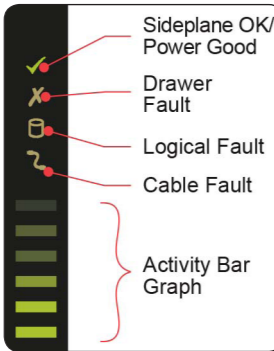 Sideplane OK/
Power Good
Drawer
Fault
Logical Fault
Cable Fault
Activity Bar
Graph